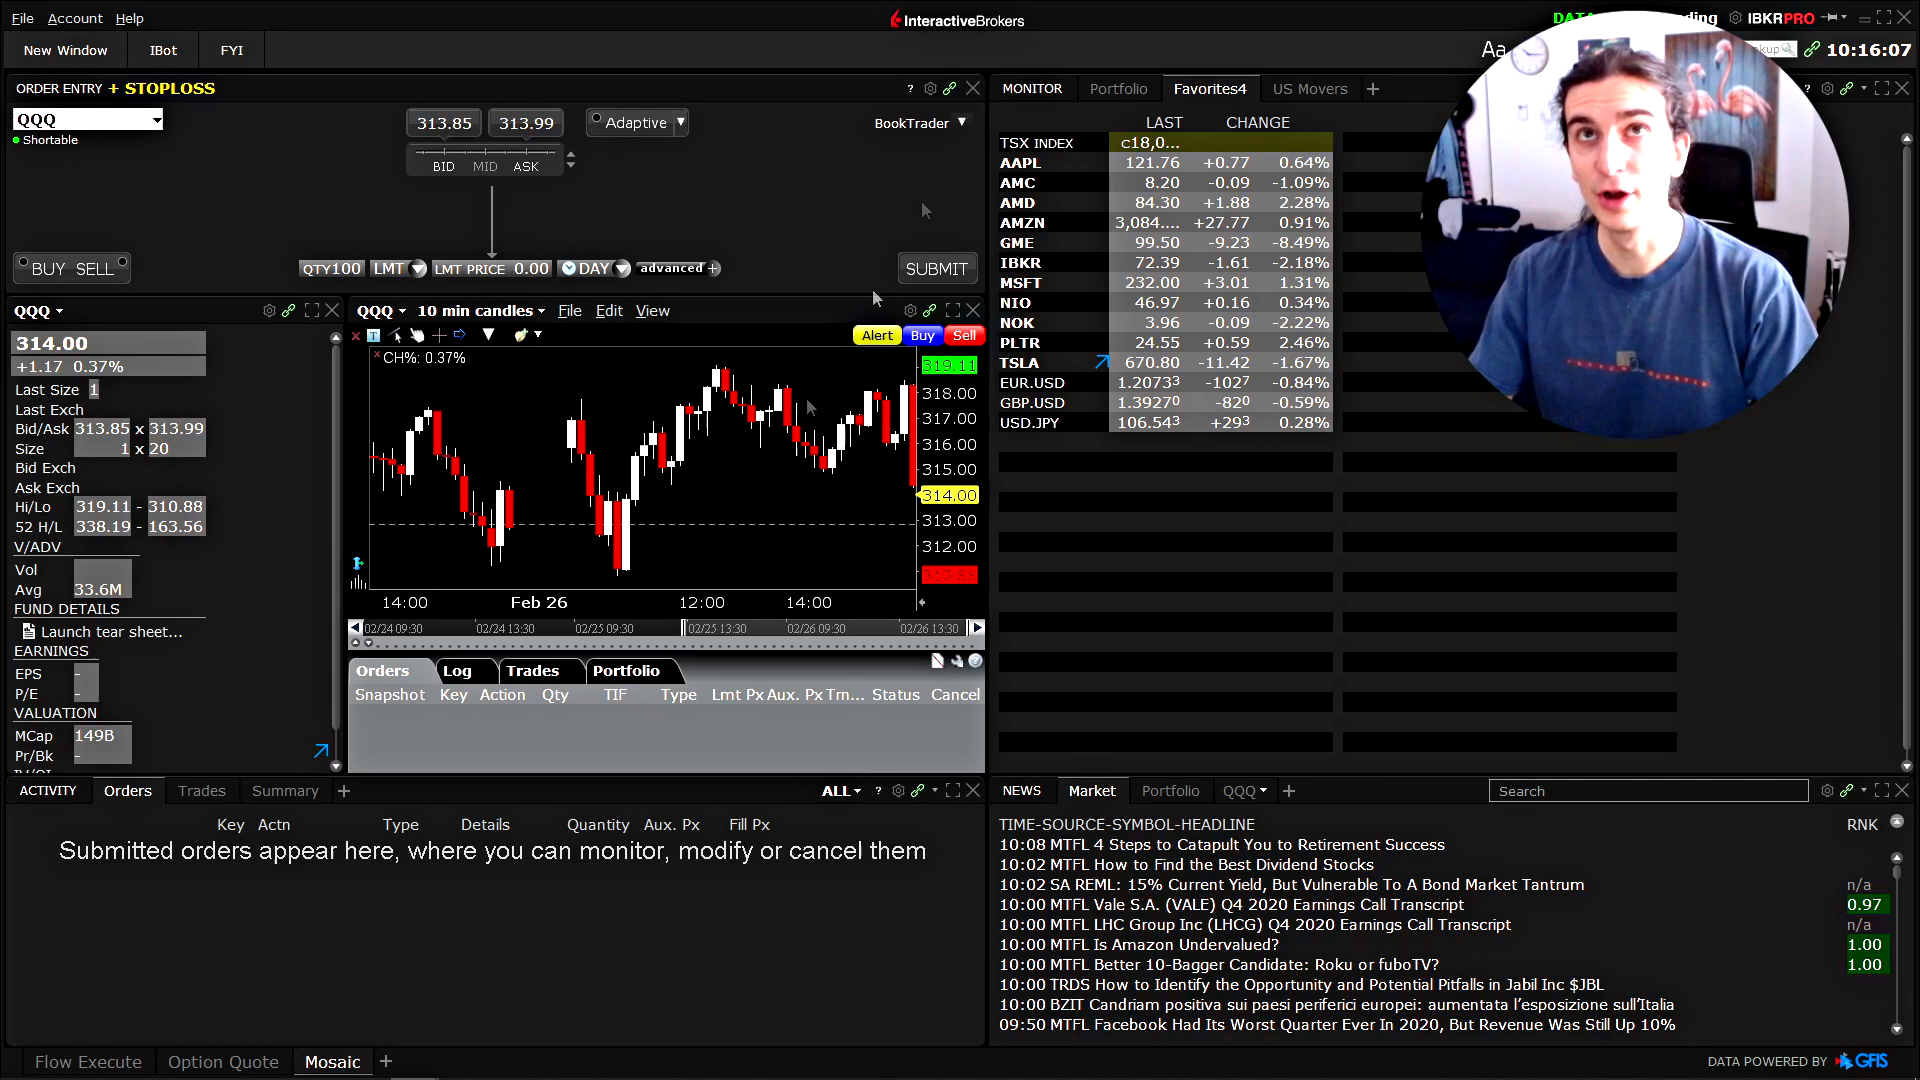 File Account Help
InteractiveBrokers
IBKRPRO
New Window IBot FYI
Aa
10:16:07
ORDER ENTRY + STOPLOSS
?
QQQ
Shortable
313.85 313.99 Adaptive
BookTrader
BID MID ASK
BUY SELL
QTY100 LMT LMT PRICE 0.00 DAY advanced +
SUBMIT
MONITOR Portfolio Favorites4 US Movers +
?
LAST CHANGE
TSX INDEX c18,0...
AAPL 121.76 +0.77 0.64%
AMC 8.20 -0.09 -1.09%
AMD 84.30 +1.88 2.28%
AMZN 3,084.... +27.77 0.91%
GME 99.50 -9.23 -8.49%
IBKR 72.39 -1.61 -2.18%
MSFT 232.00 +3.01 1.31%
NIO 46.97 +0.16 0.34%
NOK 3.96 -0.09 -2.22%
PLTR 24.55 +0.59 2.46%
TSLA 670.80 -11.42 -1.67%
EUR.USD 1.20733 -1027 -0.84%
GBP.USD 1.39270 -820 -0.59%
USD.JPY 106.543 +293 0.28%
QQQ
314.00
+1.17 0.37%
Last Size 1
Last Exch
Bid/Ask 313.85 x 313.99
Size 1 x 20
Bid Exch
Ask Exch
Hi/Lo 319.11 - 310.88
52 H/L 338.19 - 163.56
V/ADV
Vol
Avg 33.6M
FUND DETAILS
Launch tear sheet...
EARNINGS
EPS -
P/E -
VALUATION
MCap 149B
Pr/Bk -
QQQ 10 min candles File Edit View
T
Alert Buy Sell
CH%: 0.37%
319.11
318.00
317.00
316.00
315.00
314.00
313.00
312.00
310.88
14:00 Feb 26 12:00 14:00
02/24 09:30 02/24 13:30 02/25 09:30 02/25 13:30 02/26 09:30 02/26 13:30
Orders Log Trades Portfolio
Snapshot Key Action Qty TIF Type Lmt Px Aux. Px Trn... Status Cancel
ACTIVITY Orders Trades Summary +
ALL ?
Key Actn Type Details Quantity Aux. Px Fill Px
Submitted orders appear here, where you can monitor, modify or cancel them
NEWS Market Portfolio QQQ +
Search
TIME-SOURCE-SYMBOL-HEADLINE RNK
10:08 MTFL 4 Steps to Catapult You to Retirement Success
10:02 MTFL How to Find the Best Dividend Stocks
10:02 SA REML: 15% Current Yield, But Vulnerable To A Bond Market Tantrum n/a
10:00 MTFL Vale S.A. (VALE) Q4 2020 Earnings Call Transcript 0.97
10:00 MTFL LHC Group Inc (LHCG) Q4 2020 Earnings Call Transcript n/a
10:00 MTFL Is Amazon Undervalued? 1.00
10:00 MTFL Better 10-Bagger Candidate: Roku or fuboTV? 1.00
10:00 TRDS How to Identify the Opportunity and Potential Pitfalls in Jabil Inc $JBL
10:00 BZIT Candriam positiva sui paesi periferici europei: aumentata l'esposizione sull'Italia
09:50 MTFL Facebook Had Its Worst Quarter Ever In 2020, But Revenue Was Still Up 10%
Flow Execute Option Quote Mosaic +
DATA POWERED BY GFIS